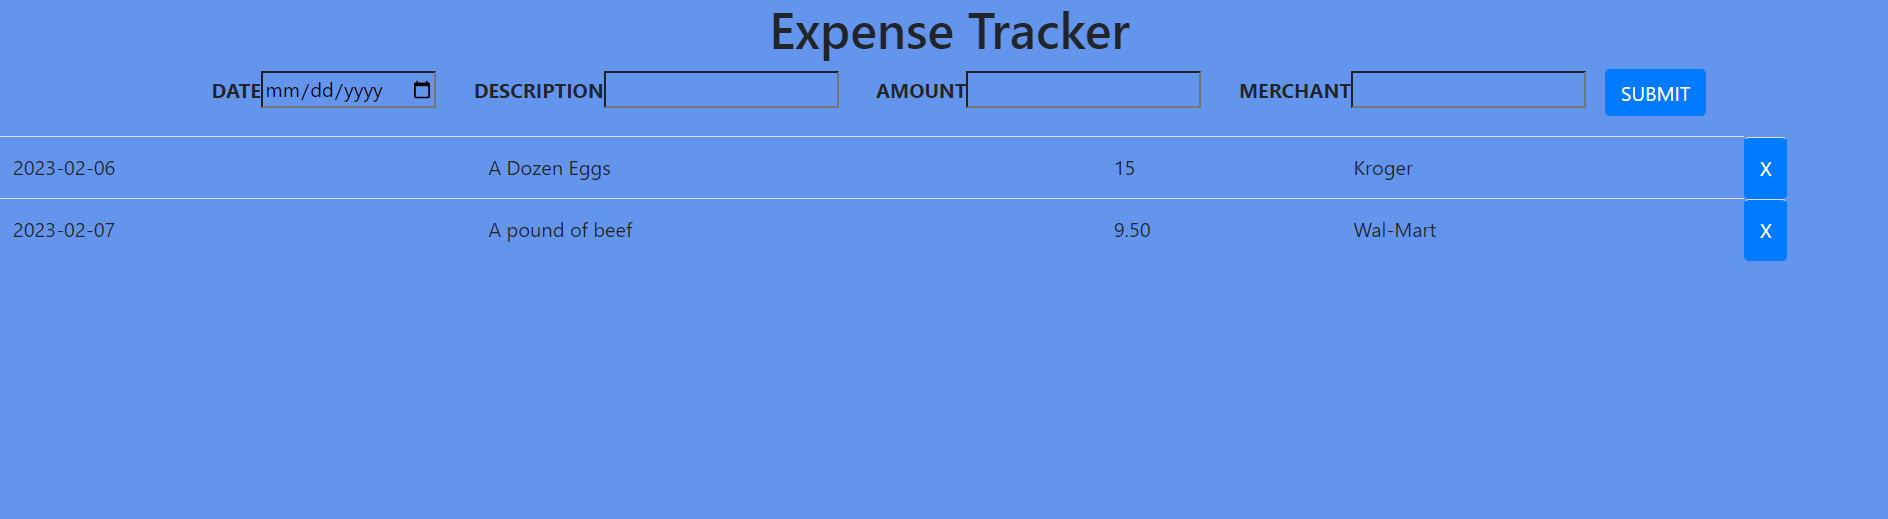 Expense Tracker
DATE mm/dd/yyyy DESCRIPTION AMOUNT MERCHANT SUBMIT
2023-02-06 A Dozen Eggs 15 Kroger X
2023-02-07 A pound of beef 9.50 Wal-Mart X